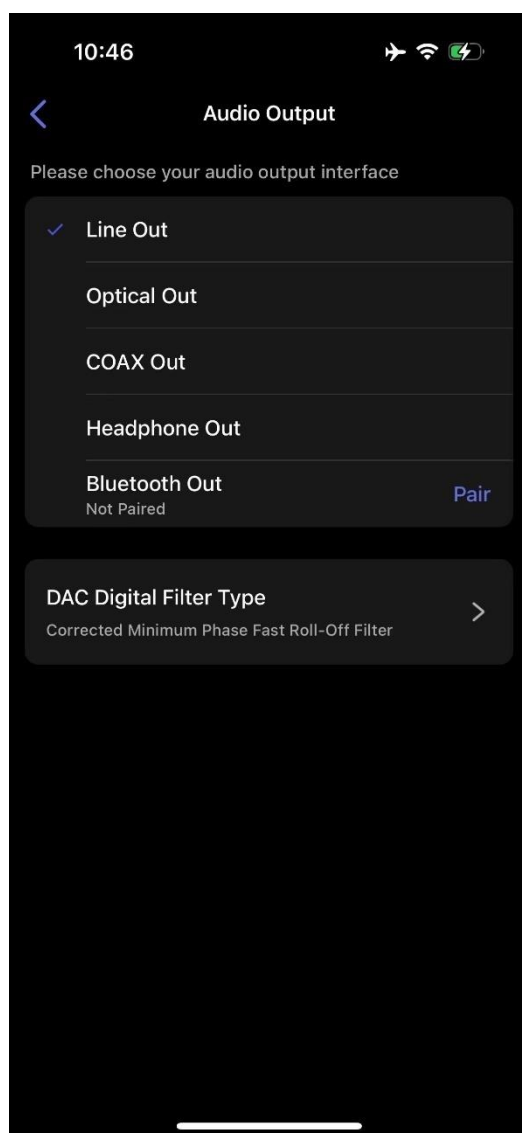 10:46
Audio Output
Please choose your audio output interface
Line Out
Optical Out
COAX Out
Headphone Out
Bluetooth Out
Not Paired
Pair
DAC Digital Filter Type
Corrected Minimum Phase Fast Roll-Off Filter